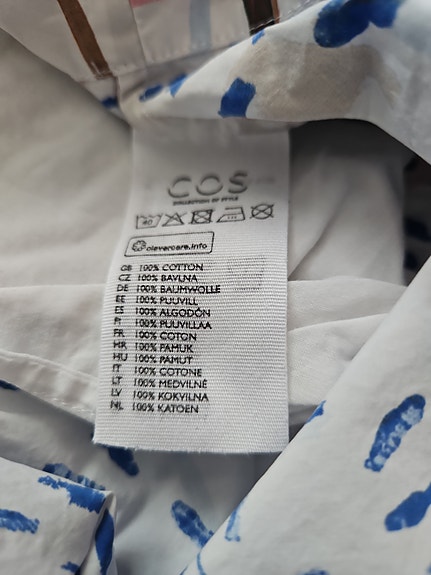 COS
COLLECTION OF STYLE
40
clevercare.info
GB 100% COTTON
CZ 100% BAVLNA
DE 100% BAUMWOLLE
EE 100% PUUVILL
ES 100% ALGODÓN
FI 100% PUUVILLAA
FR 100% COTON
HR 100% PAMUK
HU 100% PAMUT
IT 100% COTONE
LT 100% MEDVILNĖ
LV 100% KOKVILNA
NL 100% KATOEN